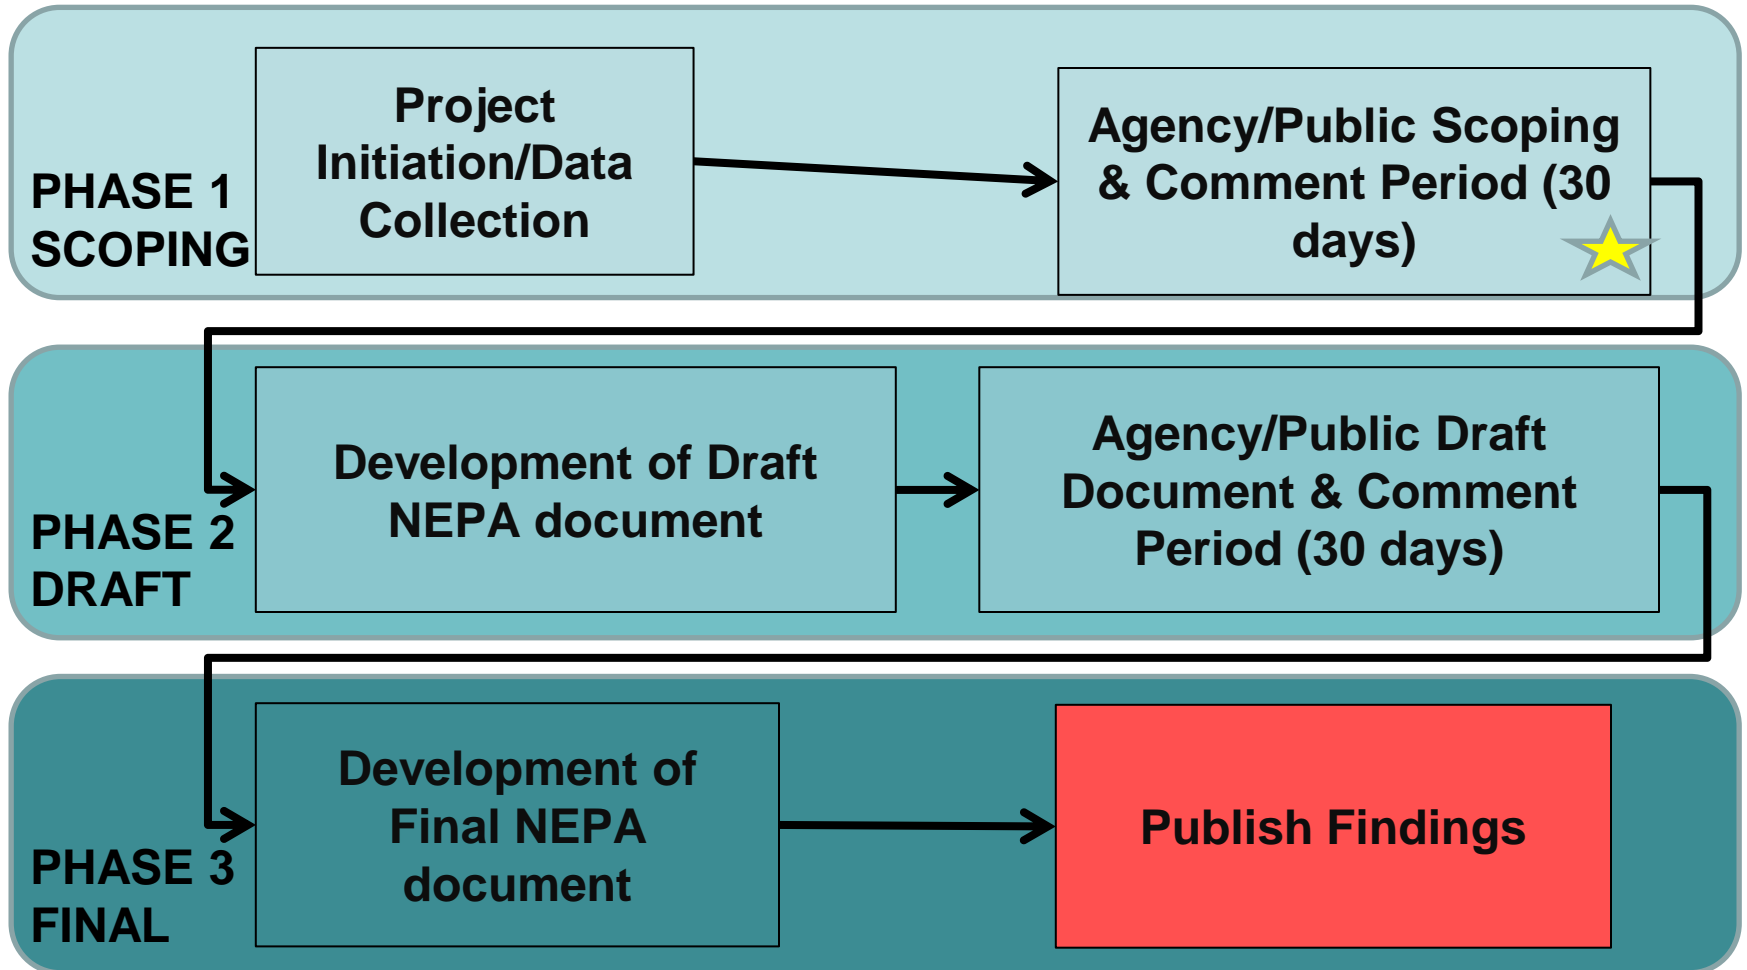 PHASE 1
SCOPING
Project
Initiation/Data
Collection
Agency/Public Scoping
& Comment Period (30
days)
PHASE 2
DRAFT
Development of Draft
NEPA document
Agency/Public Draft
Document & Comment
Period (30 days)
PHASE 3
FINAL
Development of
Final NEPA
document
Publish Findings